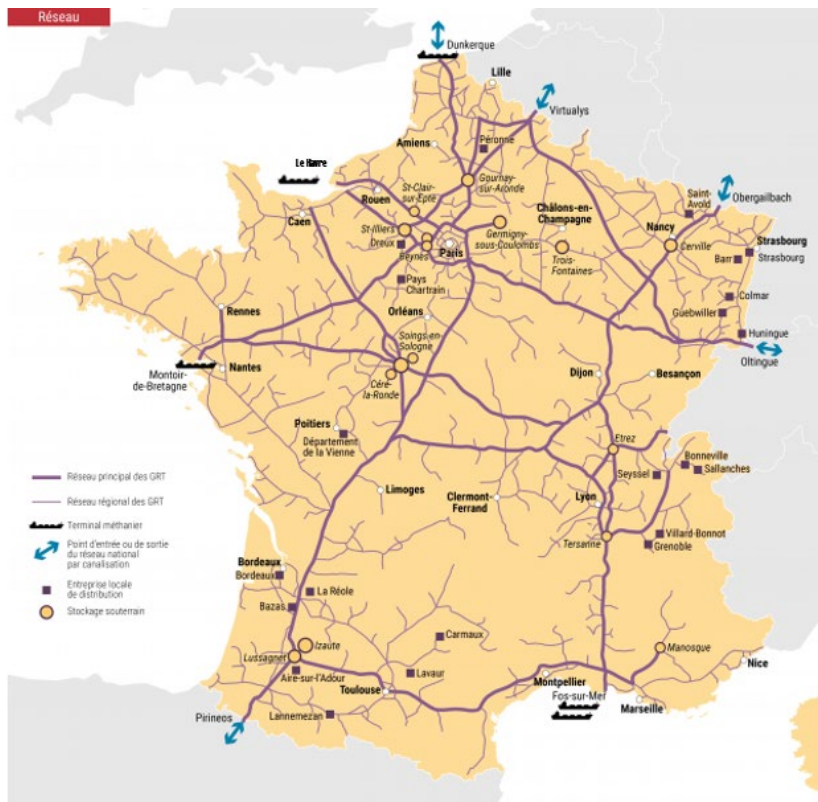 Réseau
Dunkerque
Lille
Virtualys
Amiens
Péronne
Le Havre
Rouen
St-Clair
sur-Epte
Gournay
-sur-Aronde
Caen
St-Illiers
Dreux
Beynes
Paris
Germigny
-sous-Coulombs
Châlons-en-
Champagne
Trois-
Fontaines
Saint-
Avold
Obergailbach
Nancy
Cerville
Strasbourg
Barr
Strasbourg
Colmar
Guebwiller
Huningue
Oltingue
Pays
Chartrain
Rennes
Orléans
Soings-en-
Sologne
Montoir-
de-Bretagne
Nantes
Céré-
la-Ronde
Dijon
Besançon
Poitiers
Département
de la Vienne
Etrez
Bonneville
Seyssel
Sallanches
Limoges
Clermont-
Ferrand
Lyon
Tersanne
Villard-Bonnot
Grenoble
Réseau principal des GRT
Réseau régional des GRT
Terminal méthanier
Point d'entrée ou de sortie
du réseau national
par canalisation
Entreprise locale
de distribution
Stockage souterrain
Bordeaux
Bordeaux
La Réole
Bazas
Izaute
Lussagnet
Aire-sur-l'Adour
Carmaux
Lavaur
Toulouse
Lannemezan
Pirineos
Montpellier
Fos-sur-Mer
Marseille
Manosque
Nice